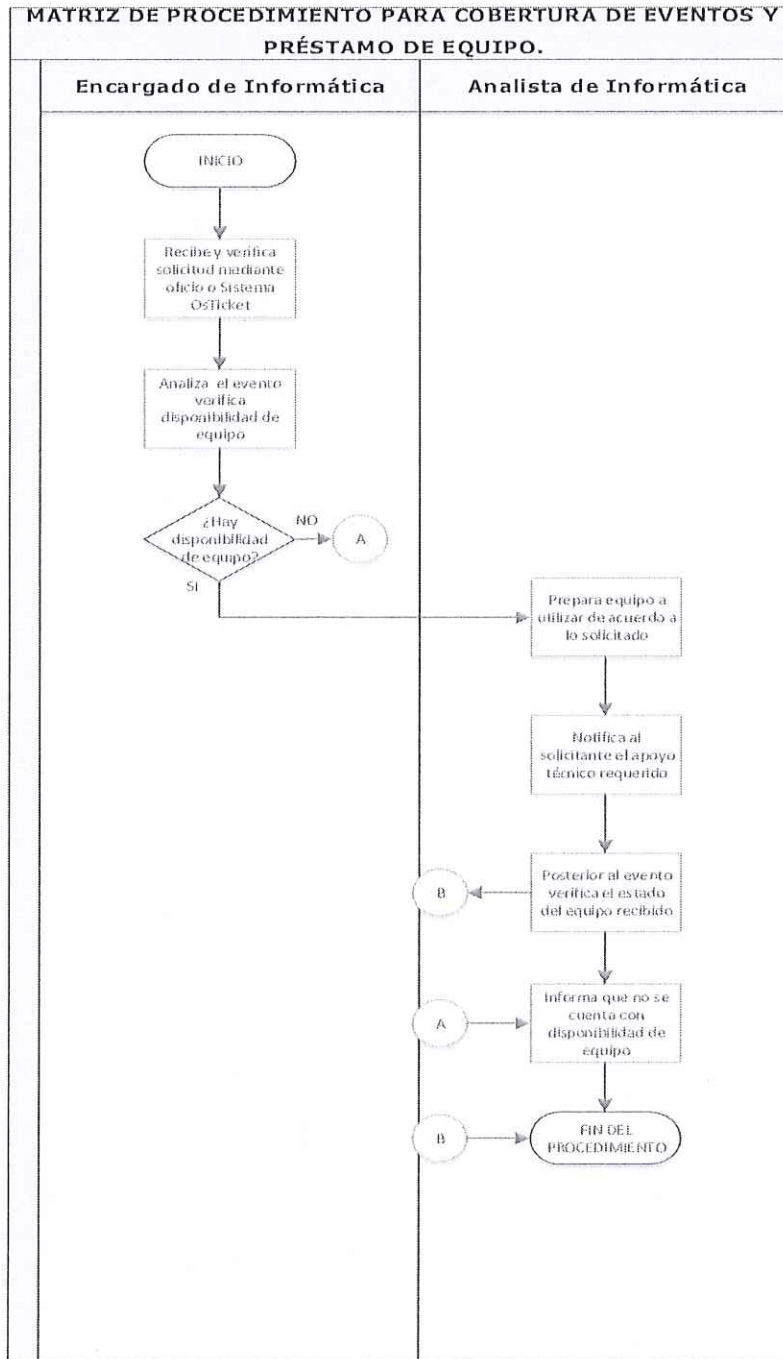 MATRIZ DE PROCEDIMIENTO PARA COBERTURA DE EVENTOS Y
PRÉSTAMO DE EQUIPO.
Encargado de Informática
Analista de Informática
INICIO
Recibe y verifica
solicitud mediante
oficio o Sistema
OsTicket
Analiza el evento
verifica
disponibilidad de
equipo
¿Hay
disponibilidad
de equipo?
NO
A
SI
Prepara equipo a
utilizar de acuerdo a
lo solicitado
Notifica al
solicitante el apoyo
técnico requerido
Posterior al evento
verifica el estado
del equipo recibido
B
Informa que no se
cuenta con
disponibilidad de
equipo
A
B
FIN DEL
PROCEDIMIENTO